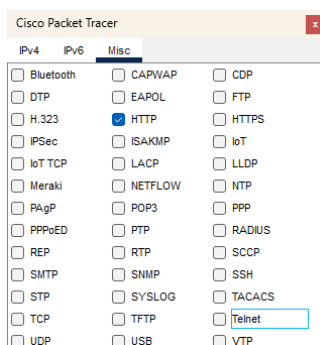 Cisco Packet Tracer x
IPv4 IPv6 Misc
Bluetooth CAPWAP CDP
DTP EAPOL FTP
H.323 HTTP HTTPS
IPSec ISAKMP IoT
IoT TCP LACP LLDP
Meraki NETFLOW NTP
PAgP POP3 PPP
PPPoED PTP RADIUS
REP RTP SCCP
SMTP SNMP SSH
STP SYSLOG TACACS
TCP TFTP Telnet
UDP USB VTP